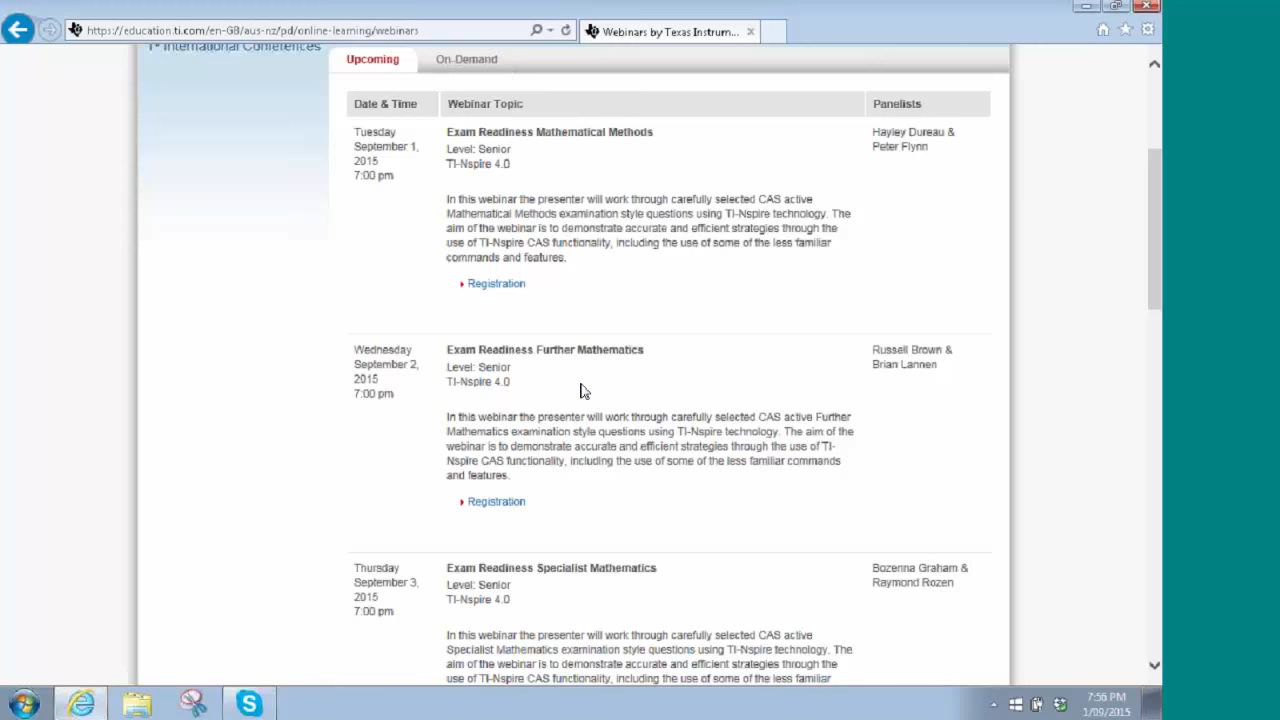 https://education.ti.com/en-GB/aus-nz/pd/online-learning/webinars
Webinars by Texas Instrum...
International Conferences
Upcoming
On-Demand
Date & Time
Webinar Topic
Panelists
Tuesday
September 1,
2015
7:00 pm
Exam Readiness Mathematical Methods
Level: Senior
TI-Nspire 4.0
In this webinar the presenter will work through carefully selected CAS active
Mathematical Methods examination style questions using TI-Nspire technology. The
aim of the webinar is to demonstrate accurate and efficient strategies through the
use of TI-Nspire CAS functionality, including the use of some of the less familiar
commands and features.
Registration
Hayley Dureau &
Peter Flynn
Wednesday
September 2,
2015
7:00 pm
Exam Readiness Further Mathematics
Level: Senior
TI-Nspire 4.0
In this webinar the presenter will work through carefully selected CAS active Further
Mathematics examination style questions using TI-Nspire technology. The aim of the
webinar is to demonstrate accurate and efficient strategies through the use of TI-
Nspire CAS functionality, including the use of some of the less familiar commands
and features.
Registration
Russell Brown &
Brian Lannen
Thursday
September 3,
2015
7:00 pm
Exam Readiness Specialist Mathematics
Level: Senior
TI-Nspire 4.0
In this webinar the presenter will work through carefully selected CAS active
Specialist Mathematics examination style questions using TI-Nspire technology. The
aim of the webinar is to demonstrate accurate and efficient strategies through the
use of TI-Nspire CAS functionality, including the use of some of the less familiar
Bozenna Graham &
Raymond Rozen
7:56 PM
1/09/2015